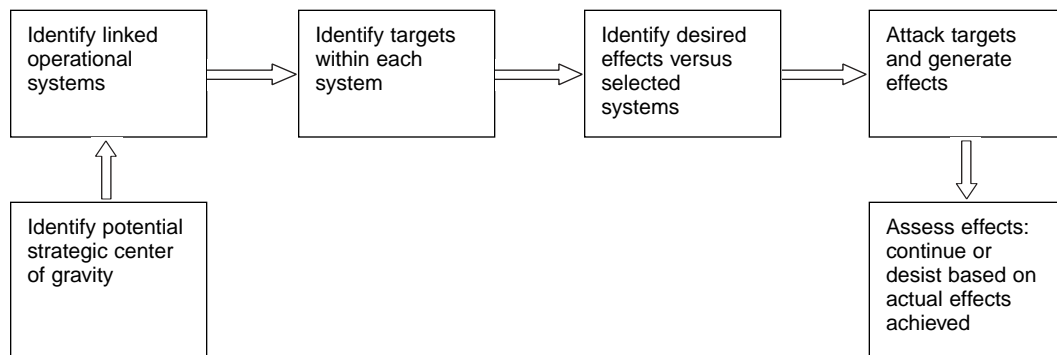 Identify linked
operational
systems
Identify targets
within each
system
Identify desired
effects versus
selected
systems
Attack targets
and generate
effects
Identify potential
strategic center
of gravity
Assess effects:
continue or
desist based on
actual effects
achieved